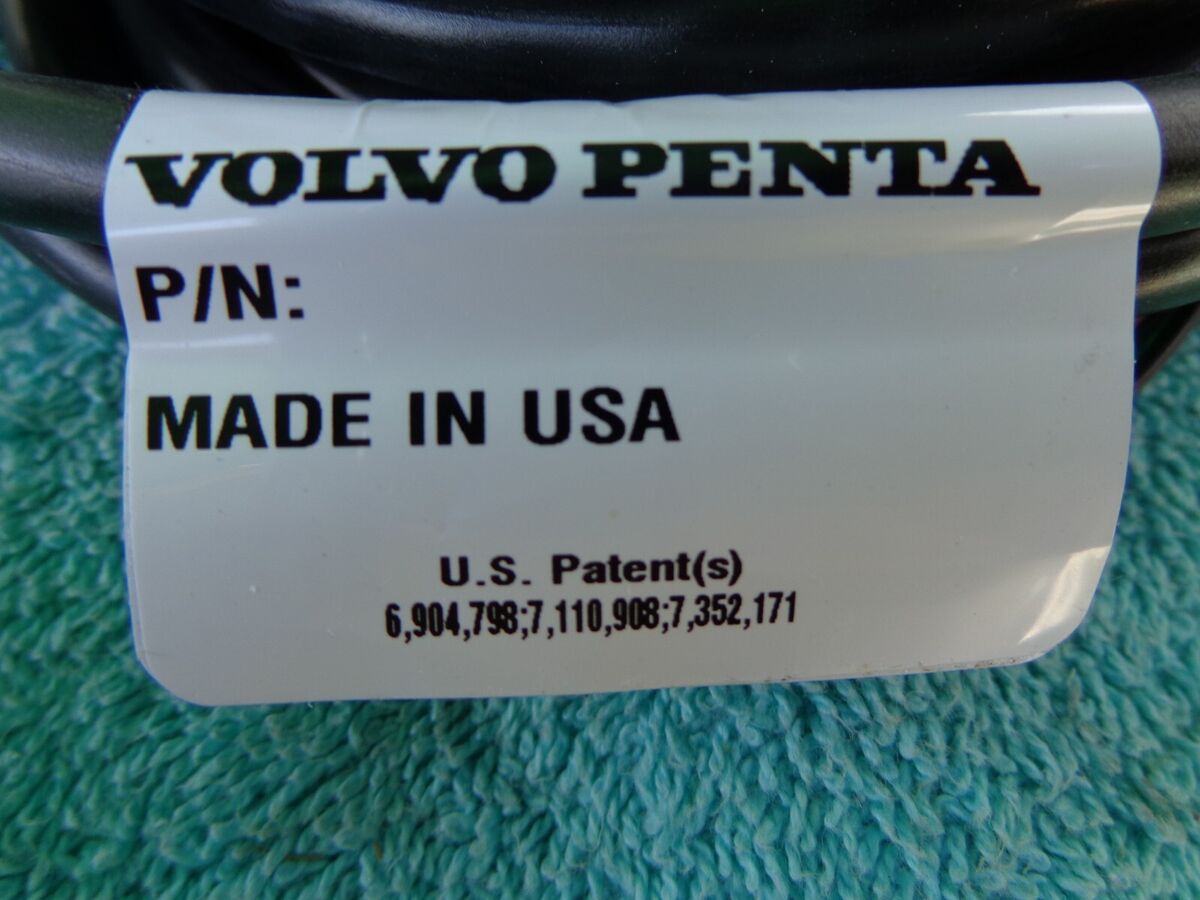 VOLVO PENTA
P/N:
MADE IN USA
U.S. Patent(s)
6,904,798;7,110,908;7,352,171